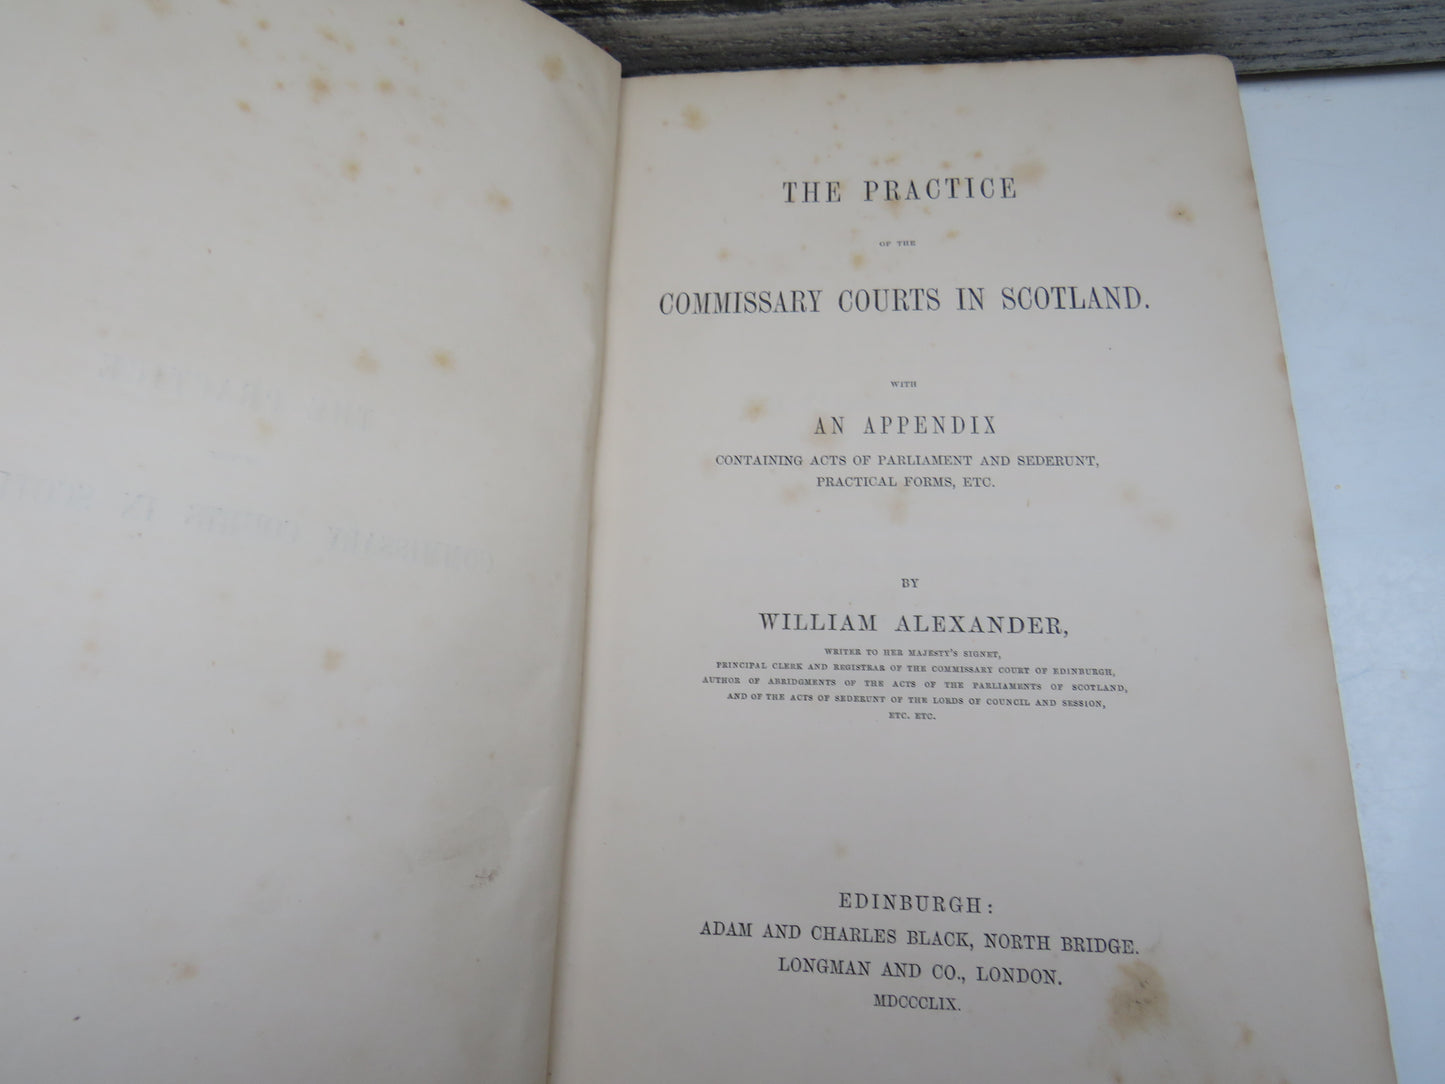 THE PRACTICE
OF THE
COMMISSARY COURTS IN SCOTLAND.
WITH
AN APPENDIX
CONTAINING ACTS OF PARLIAMENT AND SEDERUNT,
PRACTICAL FORMS, ETC.
BY
WILLIAM ALEXANDER,
WRITER TO HER MAJESTY'S SIGNET,
PRINCIPAL CLERK AND REGISTRAR OF THE COMMISSARY COURT OF EDINBURGH,
AUTHOR OF ABRIDGMENTS OF THE ACTS OF THE PARLIAMENTS OF SCOTLAND,
AND OF THE ACTS OF SEDERUNT OF THE LORDS OF COUNCIL AND SESSION,
ETC. ETC.
EDINBURGH:
ADAM AND CHARLES BLACK, NORTH BRIDGE.
LONGMAN AND CO., LONDON.
MDCCCLIX.